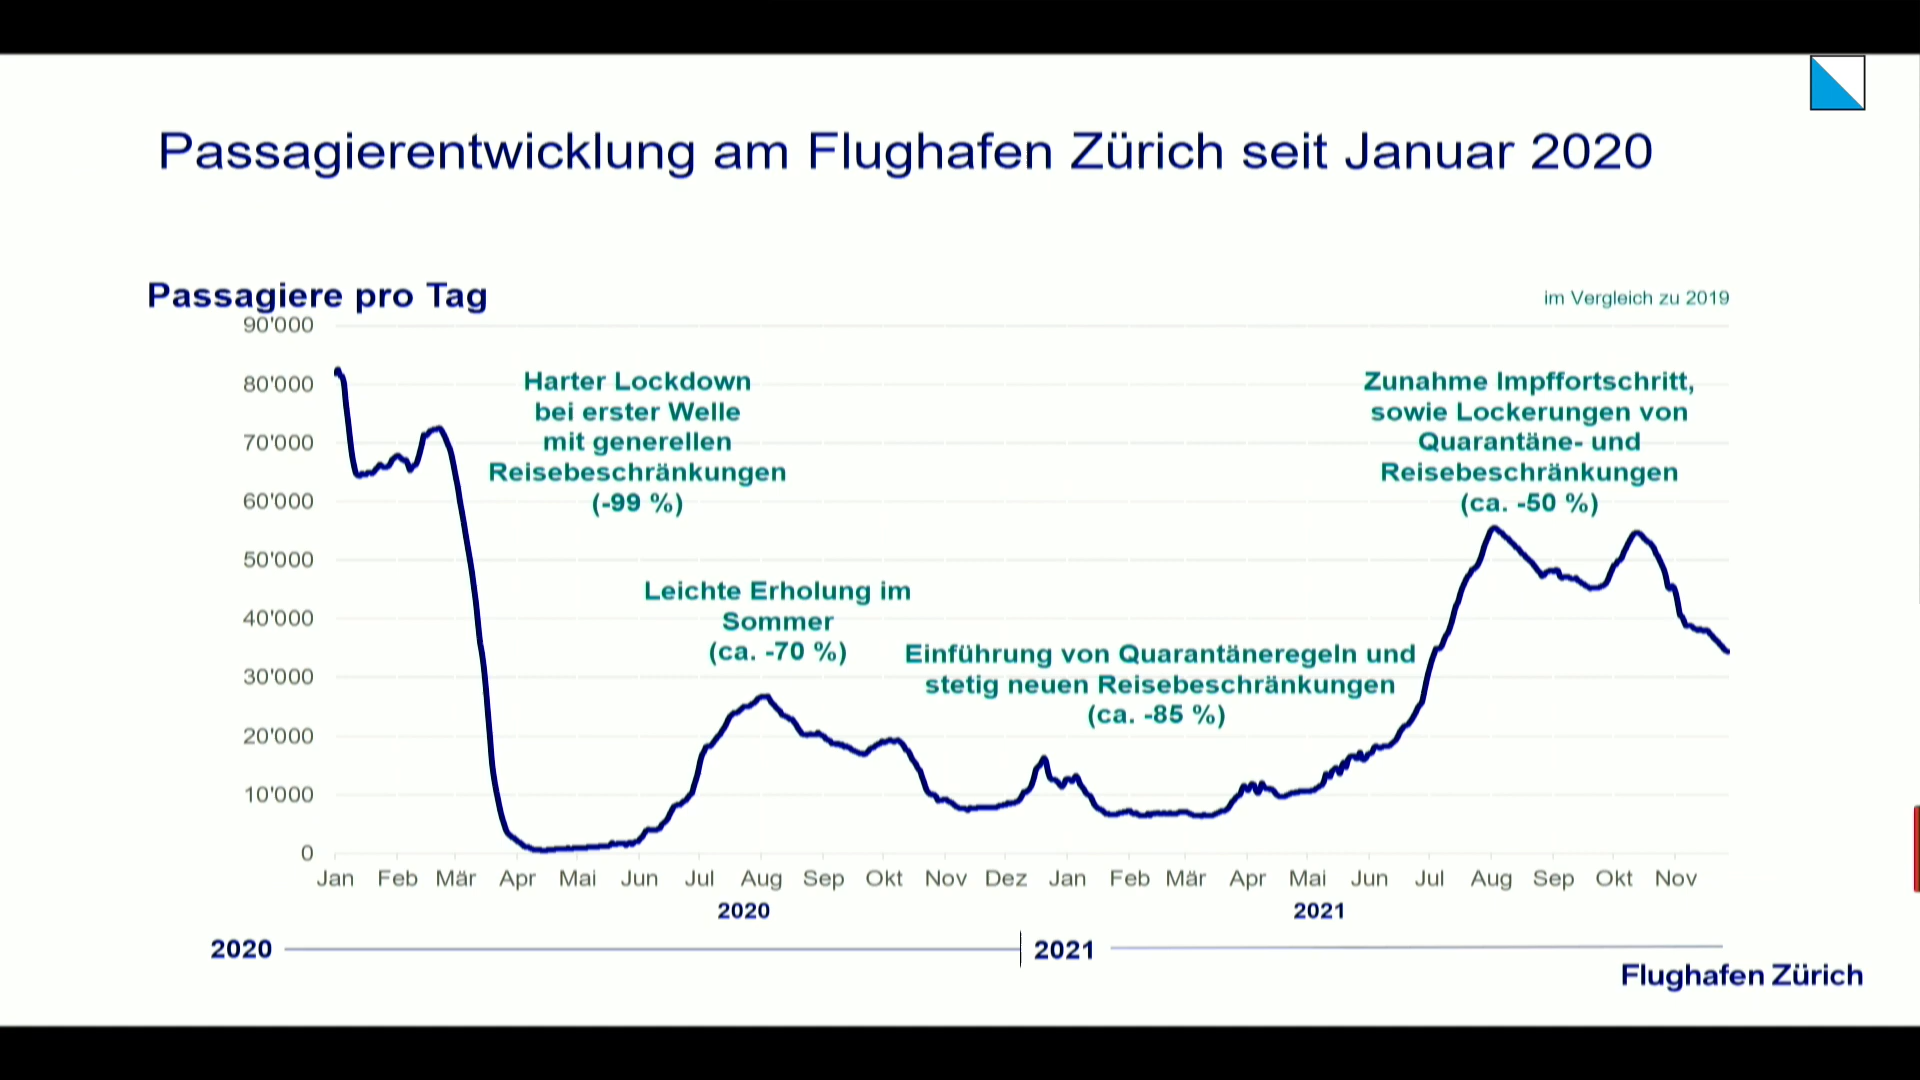 Passagierentwicklung am Flughafen Zürich seit Januar 2020
Passagiere pro Tag
im Vergleich zu 2019
90'000
80'000
70'000
60'000
50'000
40'000
30'000
20'000
10'000
0
Harter Lockdown
bei erster Welle
mit generellen
Reisebeschränkungen
(-99 %)
Leichte Erholung im
Sommer
(ca. -70 %)
Einführung von Quarantäneregeln und
stetig neuen Reisebeschränkungen
(ca. -85 %)
Zunahme Impffortschritt,
sowie Lockerungen von
Quarantäne- und
Reisebeschränkungen
(ca. -50 %)
Jan Feb Mär Apr Mai Jun Jul Aug Sep Okt Nov Dez Jan Feb Mär Apr Mai Jun Jul Aug Sep Okt Nov
2020 2021
2020 2021
Flughafen Zürich